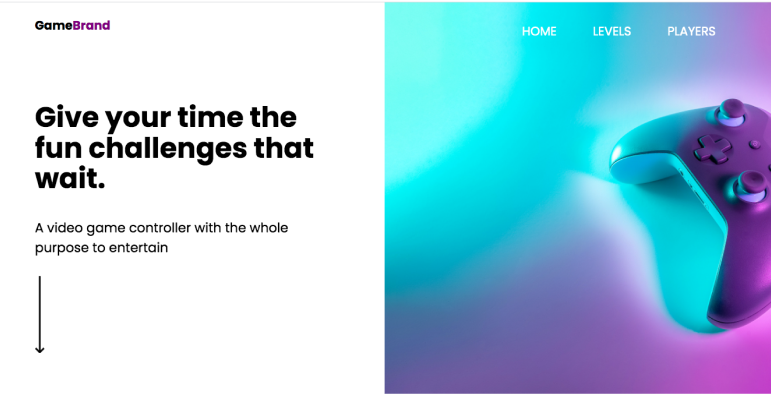 GameBrand
HOME LEVELS PLAYERS
Give your time the
fun challenges that
wait.
A video game controller with the whole
purpose to entertain